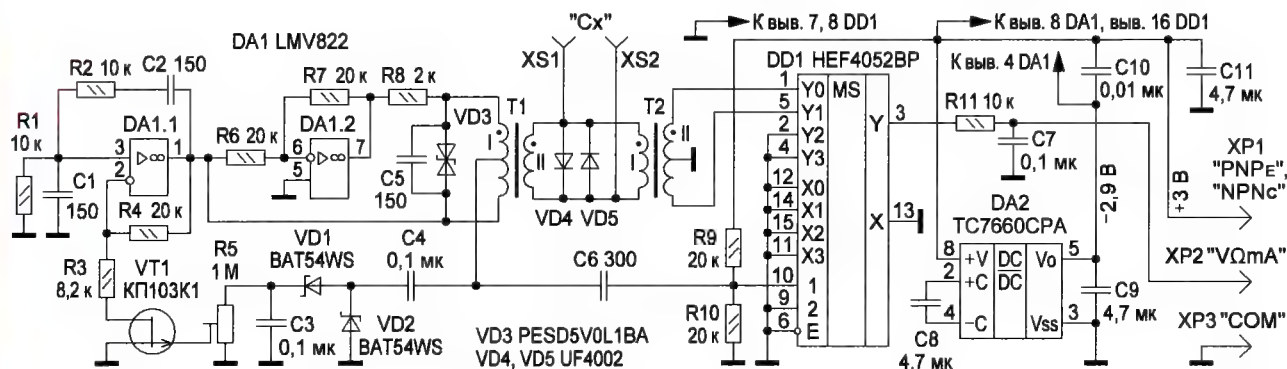 "Cx"
К выв. 7, 8 DD1
К выв. 8 DA1, выв. 16 DD1
DA1 LMV822
XS1
XS2
DD1 HEF4052BP
К выв. 4 DA1
C10
0,01 мк
C11
4,7 мк
R2 10 к
C2 150
R7 20 к
R8 2 к
VD3
T1
T2
I
II
I
II
R1
10 к
DA1.1
3
2
1
▷∞
R6 20 к
DA1.2
6
5
7
▷∞
C1
150
R4 20 к
C5
150
VD4 VD5
1
5
2
4
12
14
15
11
10
9
6
Y0
Y1
Y2
Y3
X0
X1
X2
X3
1
2
E
MS
Y
X
3
13
R11 10 к
C7
0,1 мк
–2,9 В
+3 В
XP1
"PNPE",
"NPNC"
XP2 "VΩmA"
XP3 "COM"
DA2
TC7660CPA
8
2
4
+V
+C
–C
DC
DC
Vo
Vss
5
3
C8
4,7 мк
C9
4,7 мк
R3
8,2 к
VT1
КП103К1
R5
1 М
VD1
BAT54WS
C4
0,1 мк
C3
0,1 мк
VD2
BAT54WS
C6 300
R9
20 к
R10
20 к
VD3 PESD5V0L1BA
VD4, VD5 UF4002